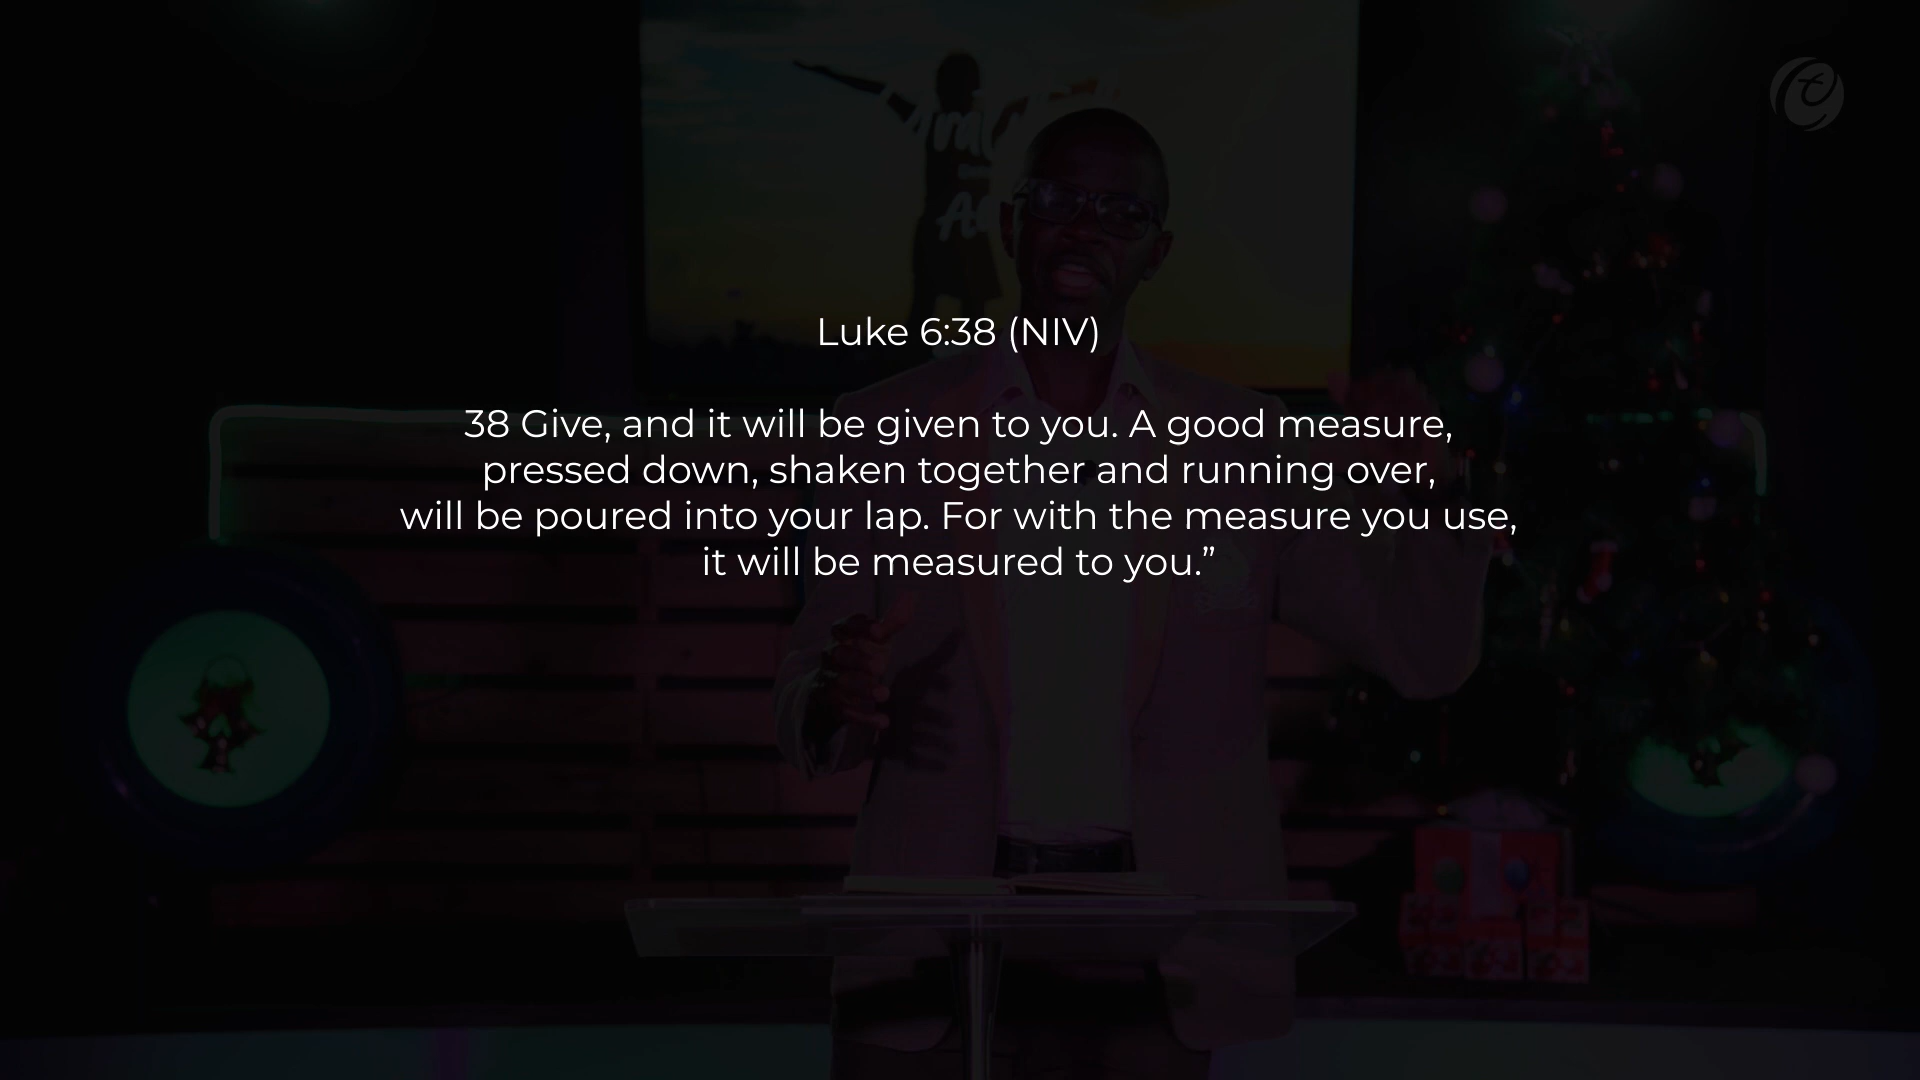 Luke 6:38 (NIV)
38 Give, and it will be given to you. A good measure,
pressed down, shaken together and running over,
will be poured into your lap. For with the measure you use,
it will be measured to you.”